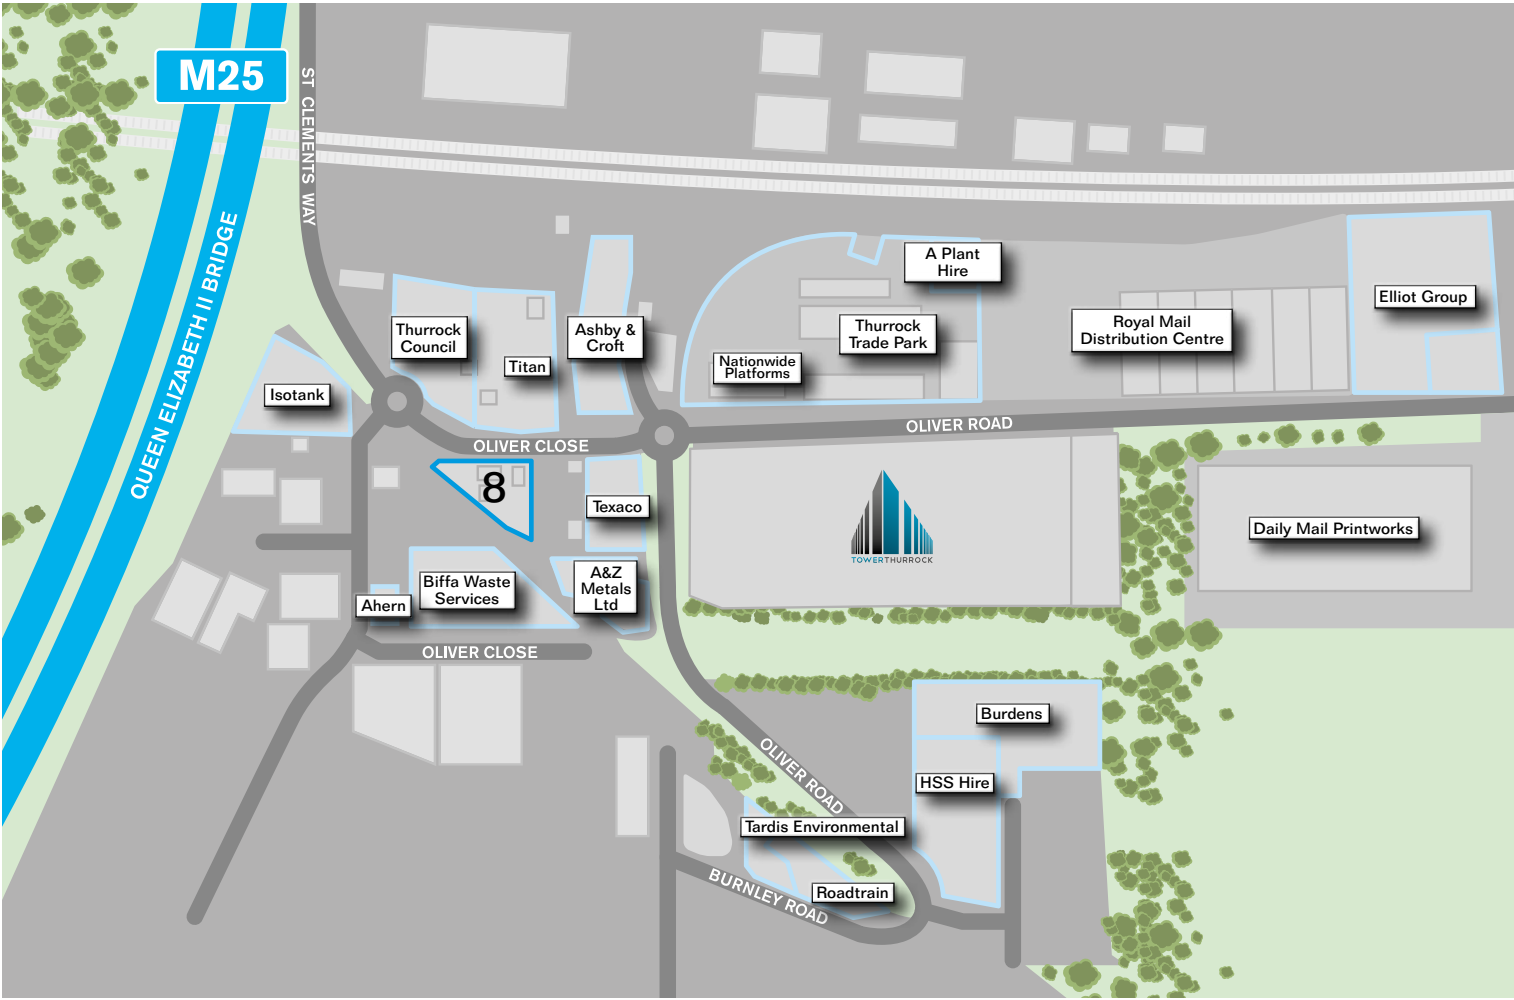 M25
ST CLEMENTS WAY
QUEEN ELIZABETH II BRIDGE
A Plant
Hire
Elliot Group
Thurrock
Council
Titan
Ashby &
Croft
Thurrock
Trade Park
Nationwide
Platforms
Royal Mail
Distribution Centre
Isotank
OLIVER CLOSE
OLIVER ROAD
8
Texaco
TOWERTHURROCK
Daily Mail Printworks
Ahern
Biffa Waste
Services
A&Z
Metals
Ltd
OLIVER CLOSE
Burdens
OLIVER ROAD
HSS Hire
Tardis Environmental
Roadtrain
BURNLEY ROAD